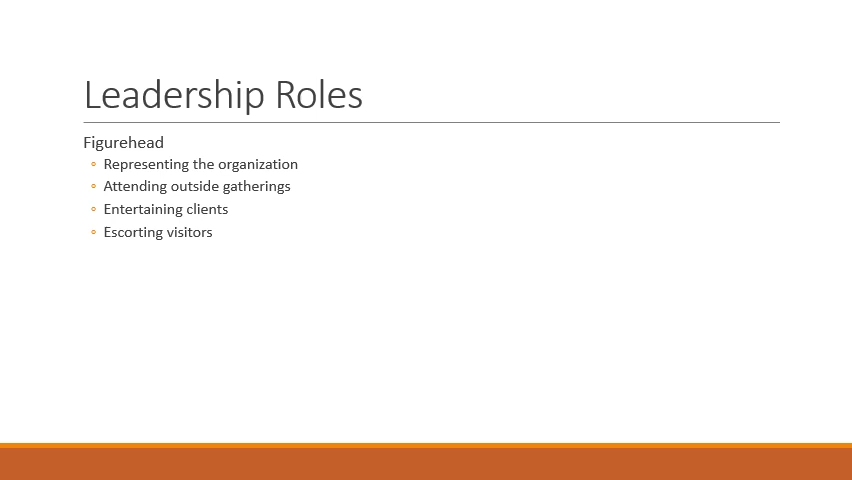 Leadership Roles
Figurehead
◦ Representing the organization
◦ Attending outside gatherings
◦ Entertaining clients
◦ Escorting visitors